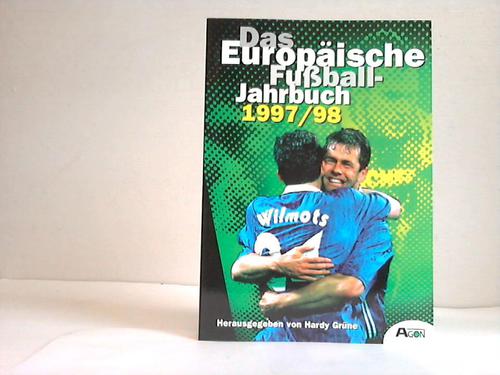 Das
Europäische
Fußball-
Jahrbuch
1997/98
Wilmots
Herausgegeben von Hardy Grüne
AGON